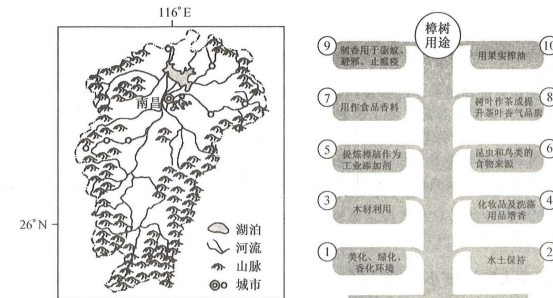 116°E
南昌
26°N
湖泊
河流
山脉
城市
樟树
用途
⑨
制香用于驱蚊、
避邪、止瘟疫
用果实榨油
⑩
⑦
用作食品香料
树叶作茶或提
升茶叶香气品质
⑧
⑤
提炼樟脑作为
工业添加剂
昆虫和鸟类的
食物来源
⑥
③
木材利用
化妆品及洗涤
用品增香
④
①
美化、绿化、
香化环境
水土保持
②